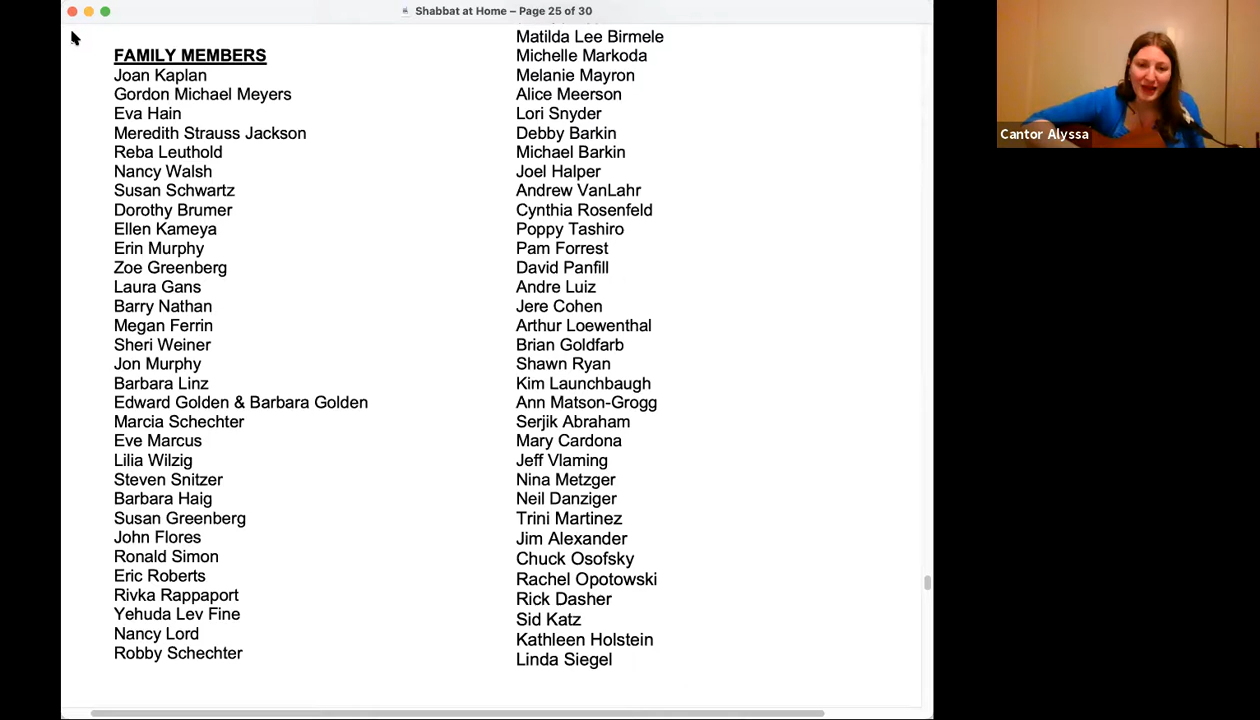 Shabbat at Home – Page 25 of 30
FAMILY MEMBERS
Joan Kaplan
Gordon Michael Meyers
Eva Hain
Meredith Strauss Jackson
Reba Leuthold
Nancy Walsh
Susan Schwartz
Dorothy Brumer
Ellen Kameya
Erin Murphy
Zoe Greenberg
Laura Gans
Barry Nathan
Megan Ferrin
Sheri Weiner
Jon Murphy
Barbara Linz
Edward Golden & Barbara Golden
Marcia Schechter
Eve Marcus
Lilia Wilzig
Steven Snitzer
Barbara Haig
Susan Greenberg
John Flores
Ronald Simon
Eric Roberts
Rivka Rappaport
Yehuda Lev Fine
Nancy Lord
Robby Schechter
Matilda Lee Birmele
Michelle Markoda
Melanie Mayron
Alice Meerson
Lori Snyder
Debby Barkin
Michael Barkin
Joel Halper
Andrew VanLahr
Cynthia Rosenfeld
Poppy Tashiro
Pam Forrest
David Panfill
Andre Luiz
Jere Cohen
Arthur Loewenthal
Brian Goldfarb
Shawn Ryan
Kim Launchbaugh
Ann Matson-Grogg
Serjik Abraham
Mary Cardona
Jeff Vlaming
Nina Metzger
Neil Danziger
Trini Martinez
Jim Alexander
Chuck Osofsky
Rachel Opotowski
Rick Dasher
Sid Katz
Kathleen Holstein
Linda Siegel
Cantor Alyssa